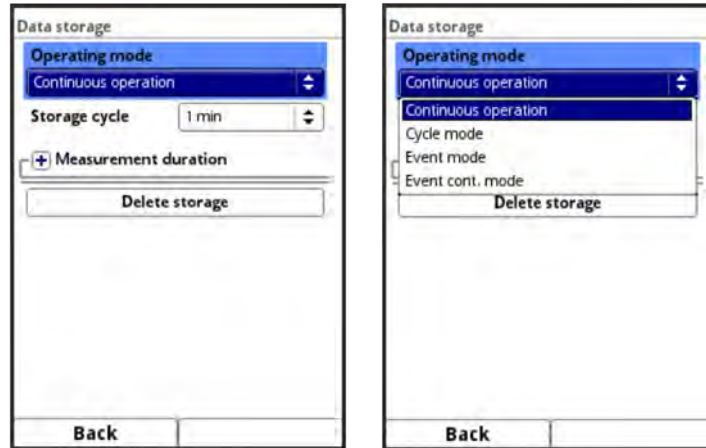 Data storage
Operating mode
Continuous operation
Storage cycle 1 min
Measurement duration
Delete storage
Back
Data storage
Operating mode
Continuous operation
Continuous operation
Cycle mode
Event mode
Event cont. mode
Delete storage
Back